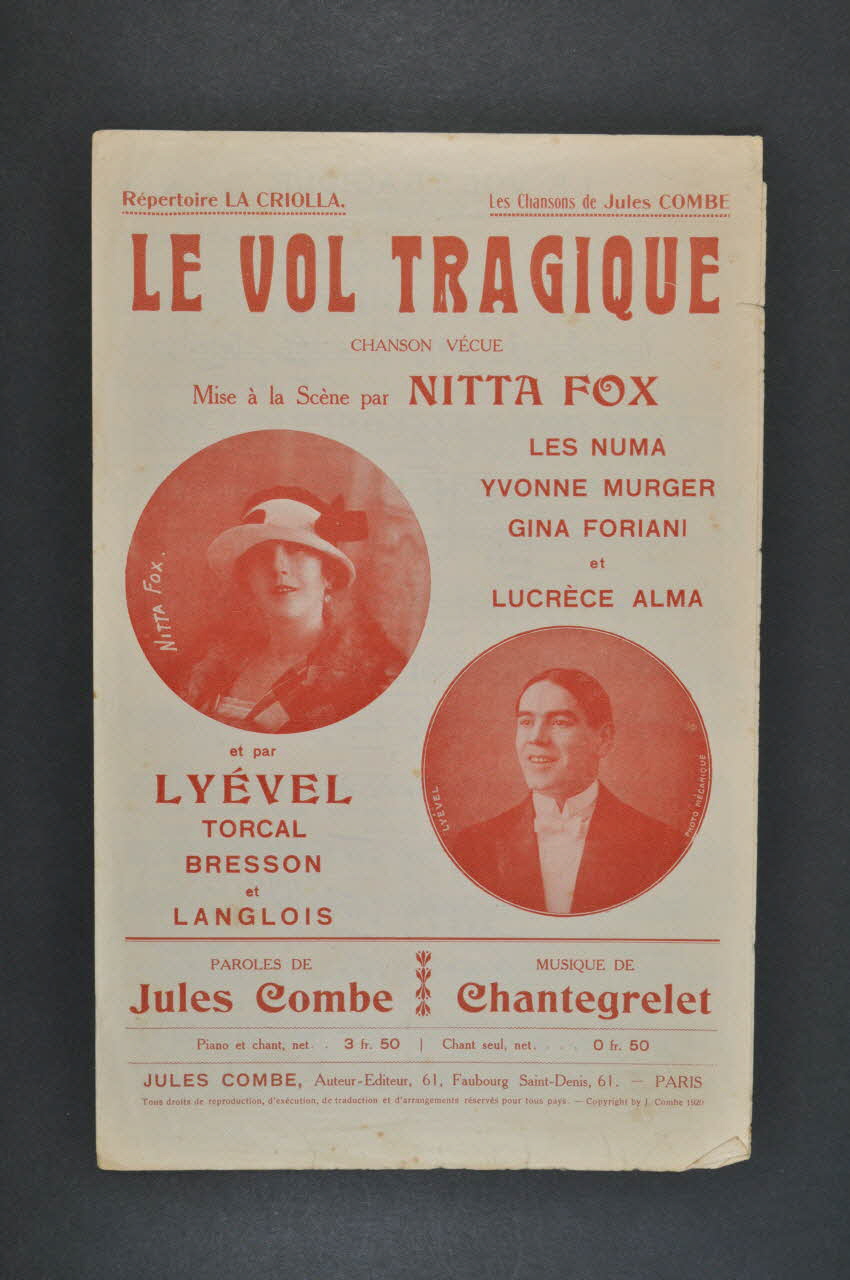 Répertoire LA CRIOLLA.
Les Chansons de Jules COMBE
LE VOL TRAGIQUE
CHANSON VÉCUE
Mise à la Scène par NITTA FOX
LES NUMA
YVONNE MURGER
GINA FORIANI
et
LUCRÈCE ALMA
NITTA FOX.
et par
LYÉVEL
TORCAL
BRESSON
et
LANGLOIS
LYÉVEL
PHOTO PIÉCARIQUE
PAROLES DE
Jules Combe
MUSIQUE DE
Chantegrelet
Piano et chant, net . . 3 fr. 50 | Chant seul, net. . . . . 0 fr. 50
JULES COMBE, Auteur-Editeur, 61, Faubourg Saint-Denis, 61. — PARIS
Tous droits de reproduction, d'exécution, de traduction et d'arrangements réservés pour tous pays. — Copyright by J. Combe 1920